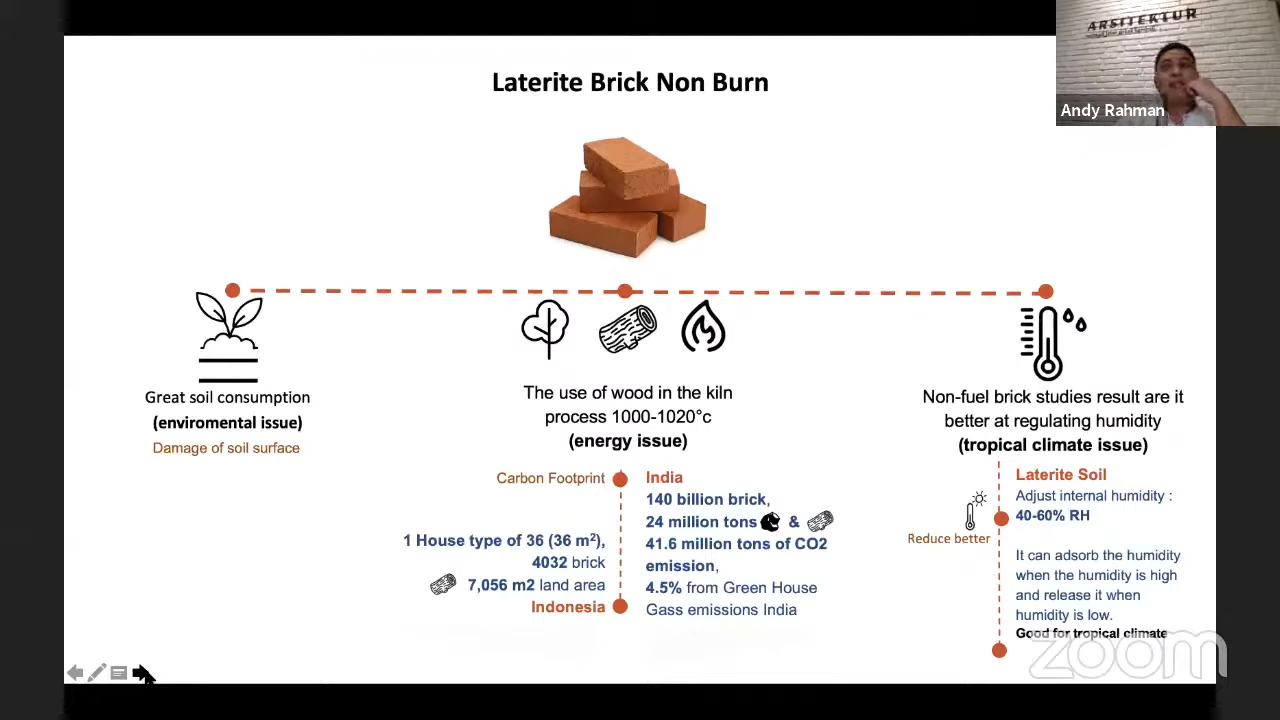 Laterite Brick Non Burn
ARSITEKTUR
Andy Rahman
Great soil consumption
(enviromental issue)
Damage of soil surface
The use of wood in the kiln
process 1000-1020°c
(energy issue)
Carbon Footprint
1 House type of 36 (36 m²),
4032 brick
7,056 m2 land area
Indonesia
India
140 billion brick,
24 million tons &
41.6 million tons of CO2
emission,
4.5% from Green House
Gass emissions India
Non-fuel brick studies result are it
better at regulating humidity
(tropical climate issue)
Reduce better
Laterite Soil
Adjust internal humidity :
40-60% RH
It can adsorb the humidity
when the humidity is high
and release it when
humidity is low.
Good for tropical climate
zoom